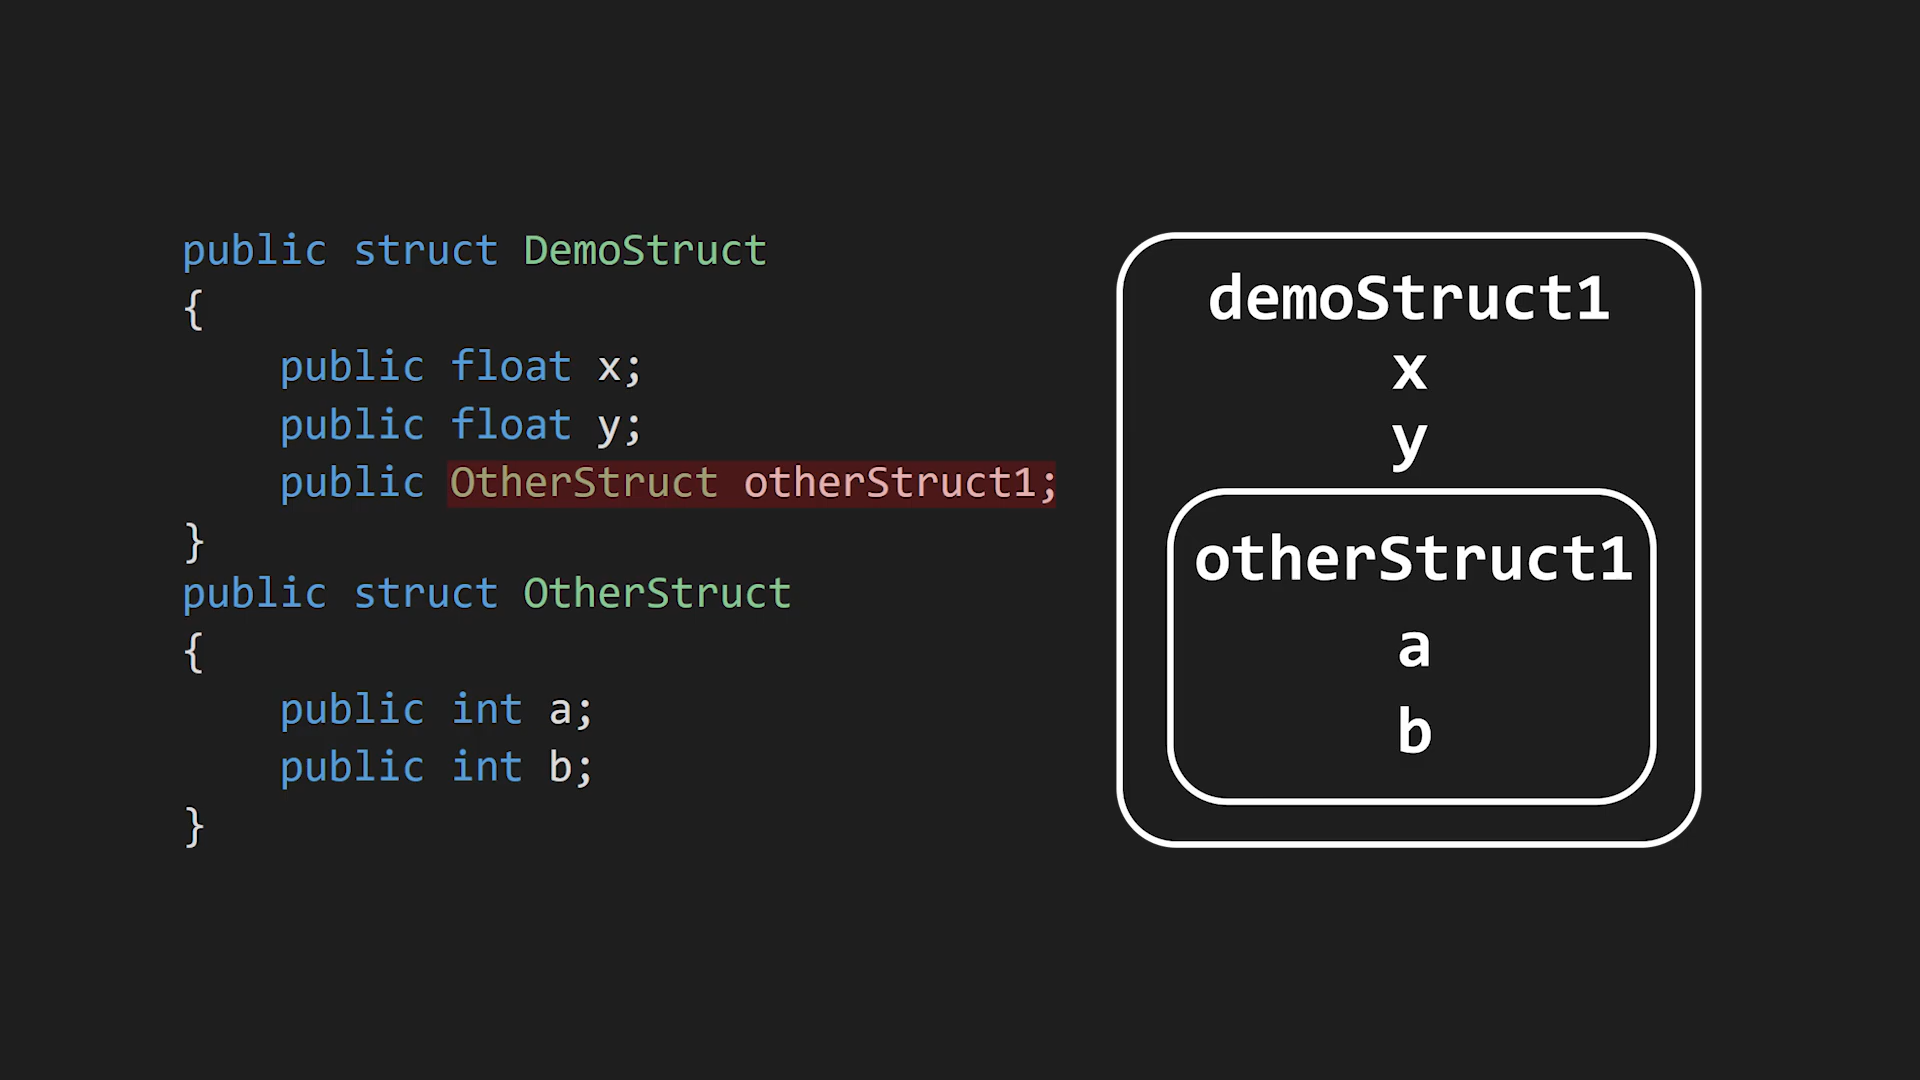 public struct DemoStruct
{
    public float x;
    public float y;
    public OtherStruct otherStruct1;
}
public struct OtherStruct
{
    public int a;
    public int b;
}
demoStruct1
x
y
otherStruct1
a
b